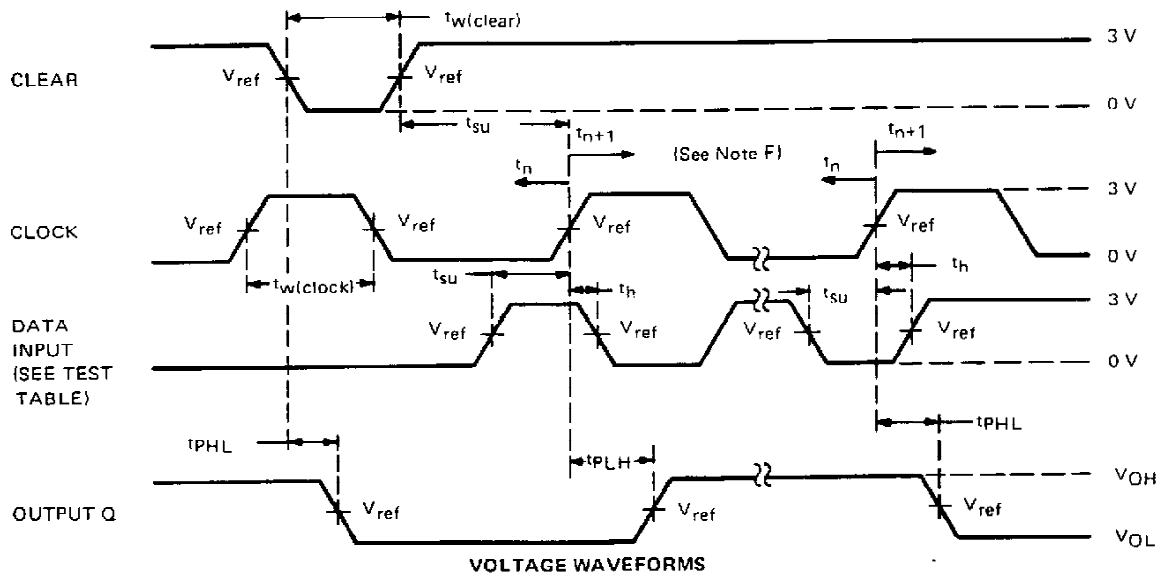 tw(clear)
3 V
CLEAR
Vref
Vref
0 V
tsu
tn+1
(See Note F)
tn+1
tn
tn
3 V
CLOCK
Vref
Vref
Vref
Vref
0 V
tsu
th
tw(clock)
th
tsu
3 V
DATA
INPUT
(SEE TEST
TABLE)
Vref
Vref
Vref
Vref
0 V
tPHL
tPLH
tPHL
VOH
OUTPUT Q
Vref
Vref
Vref
VOL
VOLTAGE WAVEFORMS